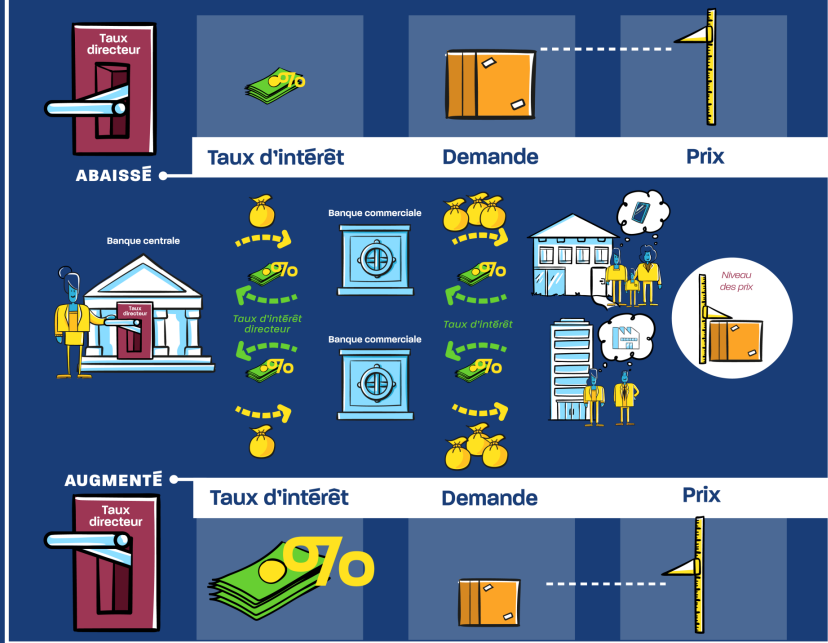 Taux
directeur
%
Taux d'intérêt
Demande
Prix
ABAISSÉ
Banque commerciale
Banque centrale
%
%
Niveau
des prix
Taux
directeur
Taux d'intérêt
directeur
Taux d'intérêt
Banque commerciale
%
%
AUGMENTÉ
Taux d'intérêt
Demande
Prix
Taux
directeur
%